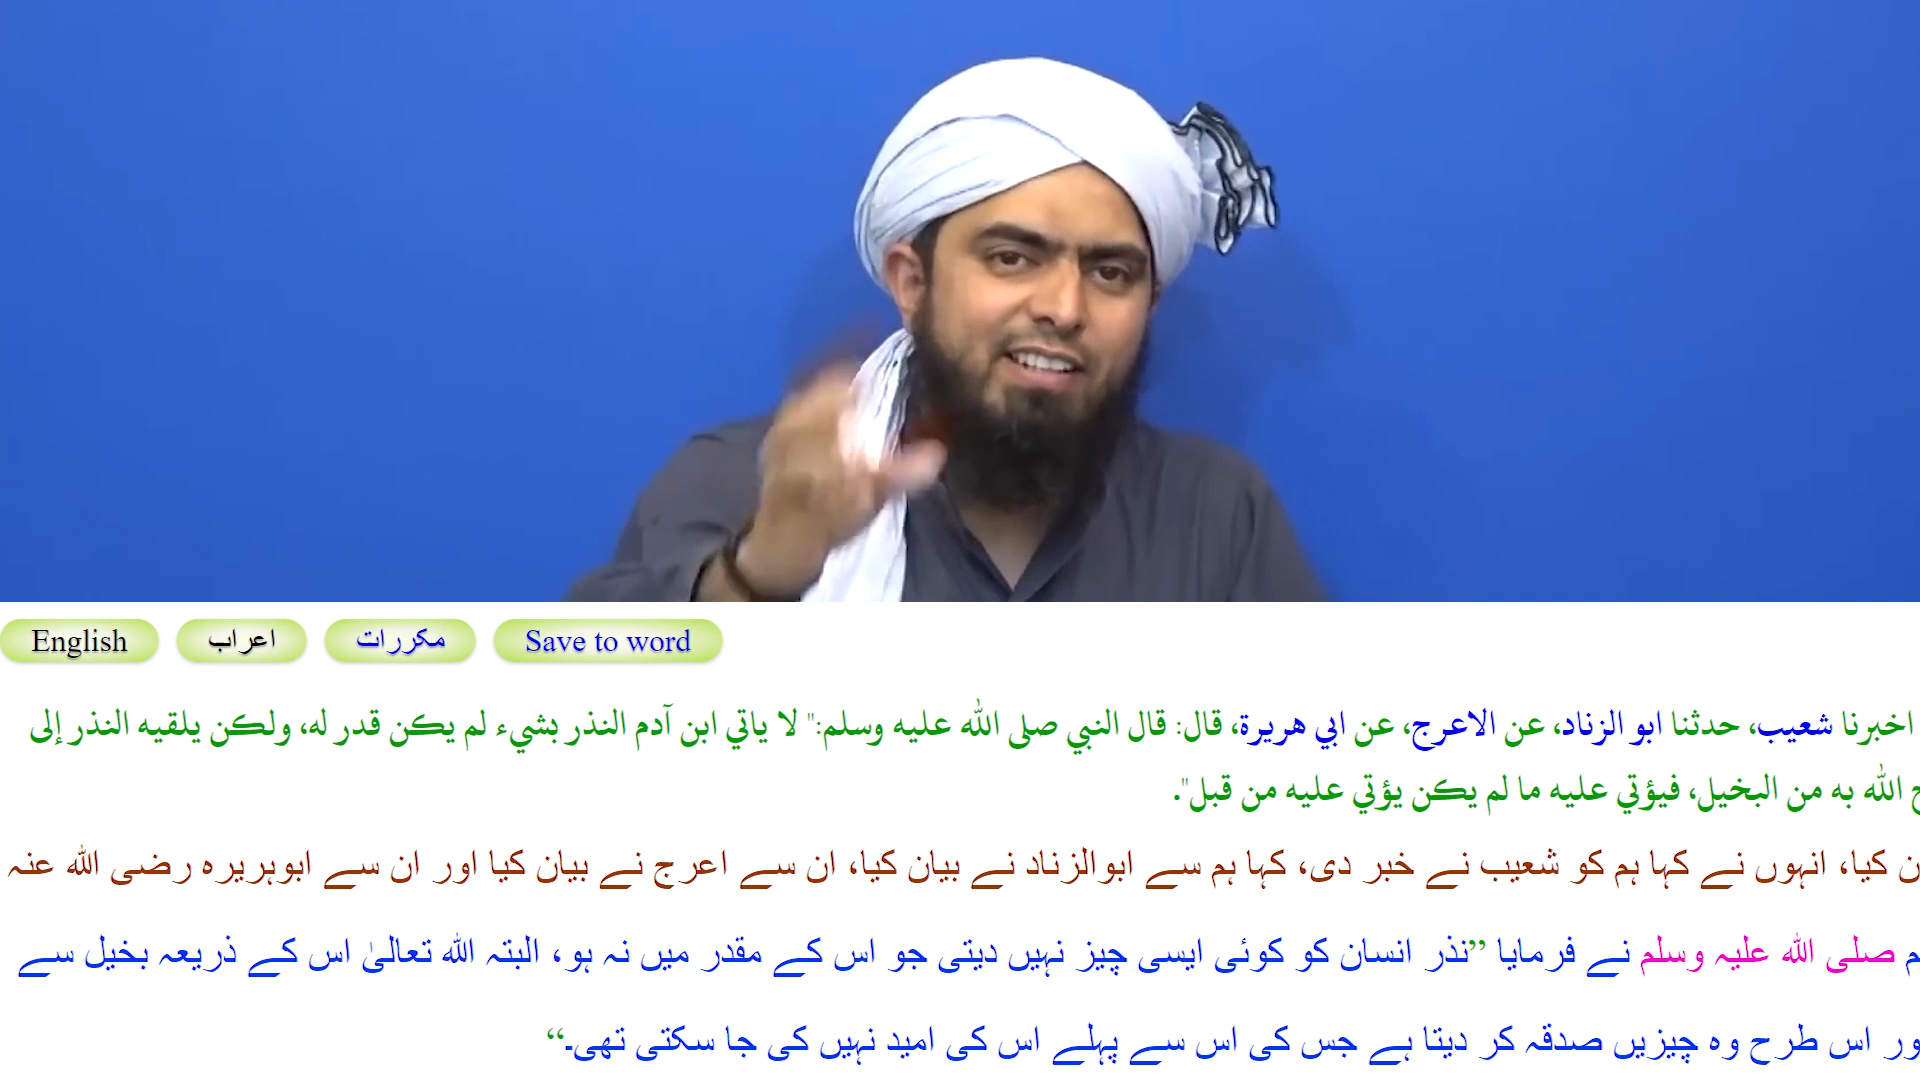 English اعراب مكررات Save to word
اخبرنا شعيب، حدثنا ابو الزناد، عن الاعرج، عن ابي هريرة، قال: قال النبي صلى الله عليه وسلم:" لا ياتي ابن آدم النذر بشيء لم يكن قدر له، ولكن يلقيه النذر إلى
الله به من البخيل، فيؤتي عليه ما لم يكن يؤتي عليه من قبل".
کیا، انہوں نے کہا ہم کو شعیب نے خبر دی، کہا ہم سے ابوالزناد نے بیان کیا، ان سے اعرج نے بیان کیا اور ان سے ابوہریرہ رضی اللہ عنہ
صلی اللہ علیہ وسلم نے فرمایا ”نذر انسان کو کوئی ایسی چیز نہیں دیتی جو اس کے مقدر میں نہ ہو، البتہ اللہ تعالیٰ اس کے ذریعہ بخیل سے
اس طرح وہ چیزیں صدقہ کر دیتا ہے جس کی اس سے پہلے اس کی امید نہیں کی جا سکتی تھی۔“